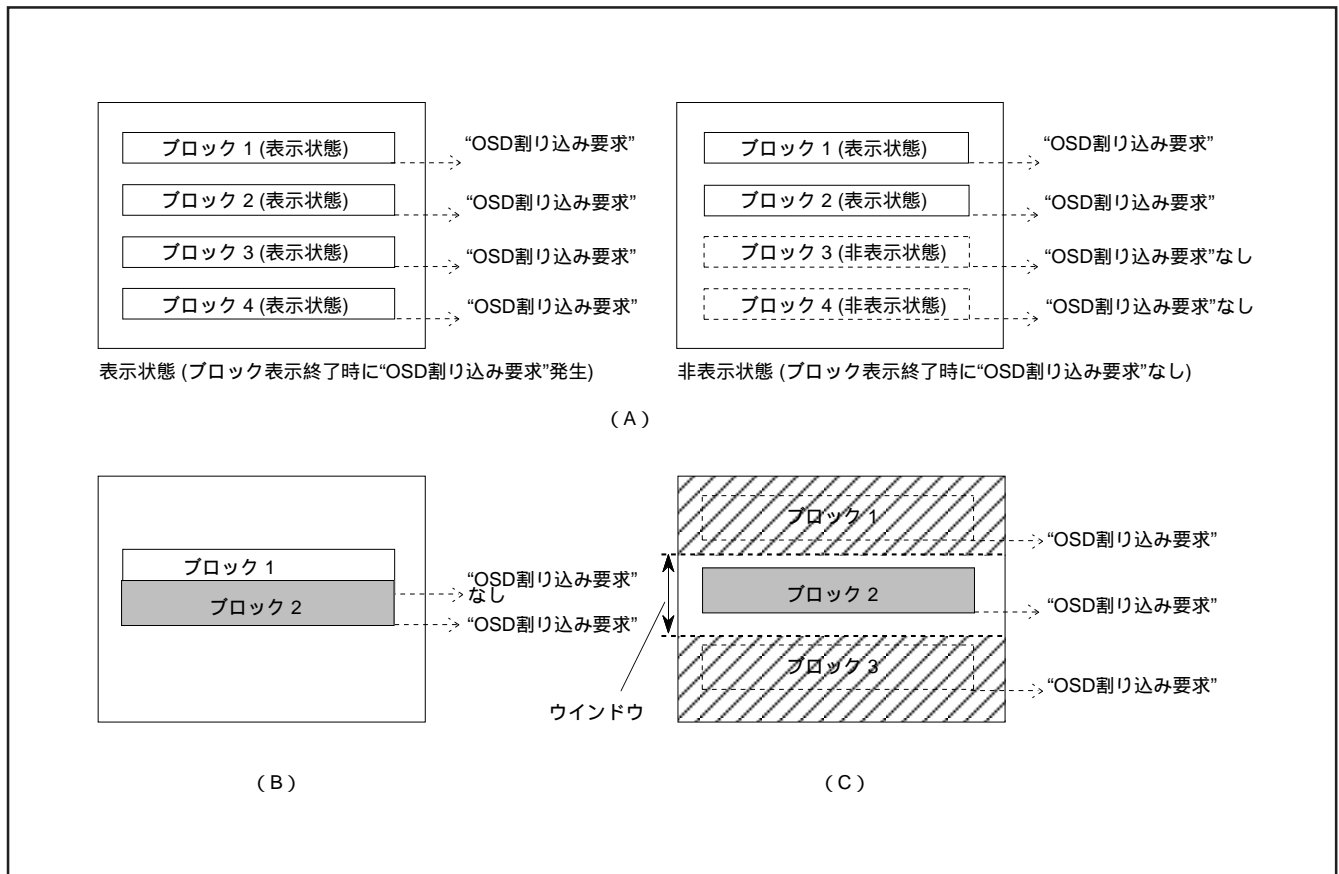 ブロック 1 (表示状態)
“OSD割り込み要求”
ブロック 2 (表示状態)
“OSD割り込み要求”
ブロック 3 (表示状態)
“OSD割り込み要求”
ブロック 4 (表示状態)
“OSD割り込み要求”
表示状態 (ブロック表示終了時に“OSD割り込み要求”発生)
ブロック 1 (表示状態)
“OSD割り込み要求”
ブロック 2 (表示状態)
“OSD割り込み要求”
ブロック 3 (非表示状態)
“OSD割り込み要求”なし
ブロック 4 (非表示状態)
“OSD割り込み要求”なし
非表示状態 (ブロック表示終了時に“OSD割り込み要求”なし)
(A)
ブロック 1
“OSD割り込み要求”
なし
ブロック 2
“OSD割り込み要求”
(B)
ブロック 1
“OSD割り込み要求”
ブロック 2
“OSD割り込み要求”
ブロック 3
“OSD割り込み要求”
ウインドウ
(C)